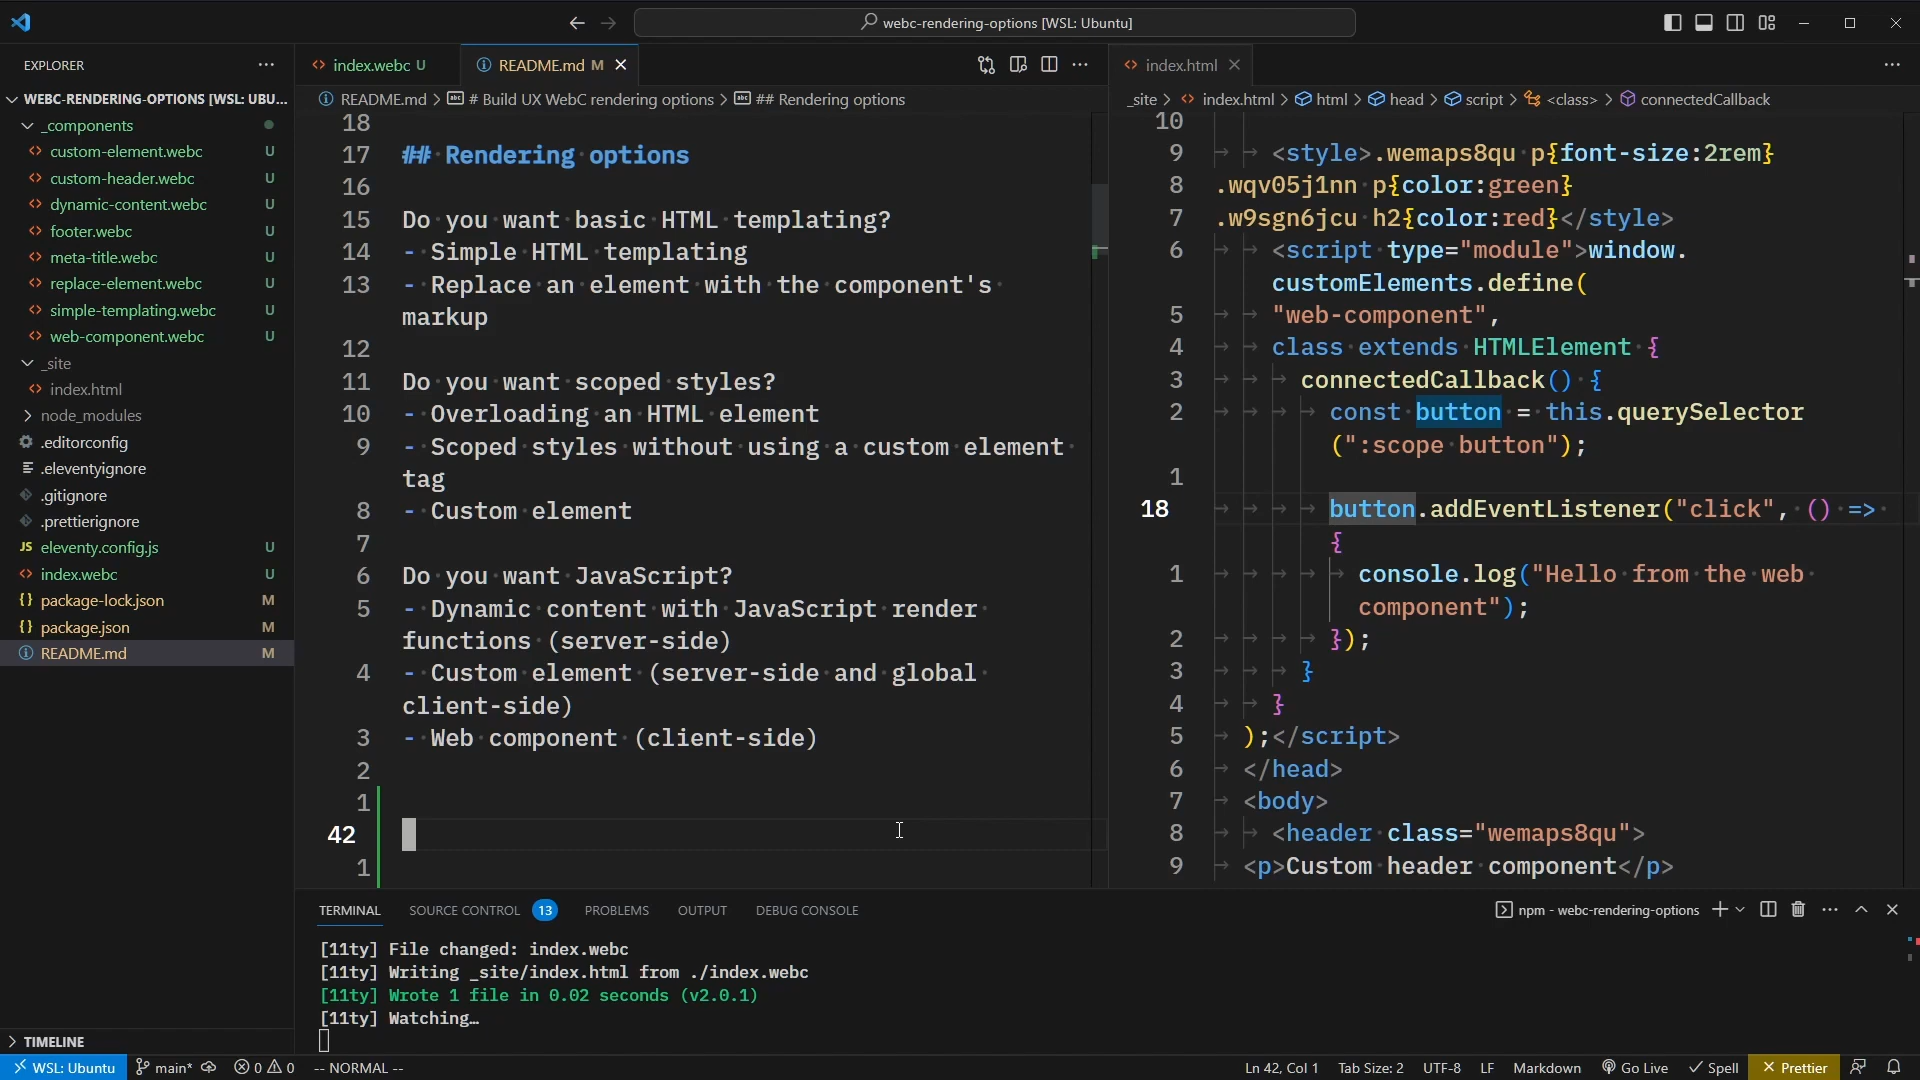 webc-rendering-options [WSL: Ubuntu]
EXPLORER
WEBC-RENDERING-OPTIONS [WSL: UBU...
_components
custom-element.webc U
custom-header.webc U
dynamic-content.webc U
footer.webc U
meta-title.webc U
replace-element.webc U
simple-templating.webc U
web-component.webc U
_site
index.html
node_modules
.editorconfig
.eleventyignore
.gitignore
.prettierignore
JS eleventy.config.js U
index.webc U
{} package-lock.json M
{} package.json M
README.md M
TIMELINE
index.webc U
README.md M
README.md > # Build UX WebC rendering options > ## Rendering options
18
17 ## Rendering options
16
15 Do you want basic HTML templating?
14 - Simple HTML templating
13 - Replace an element with the component's
markup
12
11 Do you want scoped styles?
10 - Overloading an HTML element
9 - Scoped styles without using a custom element
tag
8 - Custom element
7
6 Do you want JavaScript?
5 - Dynamic content with JavaScript render
functions (server-side)
4 - Custom element (server-side and global
client-side)
3 - Web component (client-side)
2
1
42
1
index.html
_site > index.html > html > head > script > <class> > connectedCallback
10
9 <style>.wemaps8qu p{font-size:2rem}
8 .wqv05j1nn p{color:green}
7 .w9sgn6jcu h2{color:red}</style>
6 <script type="module">window.
customElements.define(
5 "web-component",
4 class extends HTMLElement {
3 connectedCallback() {
2 const button = this.querySelector
(":scope button");
1
18 button.addEventListener("click", () =>
{
1 console.log("Hello from the web
component");
2 });
3 }
4 }
5 );</script>
6 </head>
7 <body>
8 <header class="wemaps8qu">
9 <p>Custom header component</p>
TERMINAL SOURCE CONTROL 13 PROBLEMS OUTPUT DEBUG CONSOLE
npm - webc-rendering-options
[11ty] File changed: index.webc
[11ty] Writing _site/index.html from ./index.webc
[11ty] Wrote 1 file in 0.02 seconds (v2.0.1)
[11ty] Watching…
WSL: Ubuntu main* 0 0 -- NORMAL -- Ln 42, Col 1 Tab Size: 2 UTF-8 LF Markdown Go Live Spell Prettier